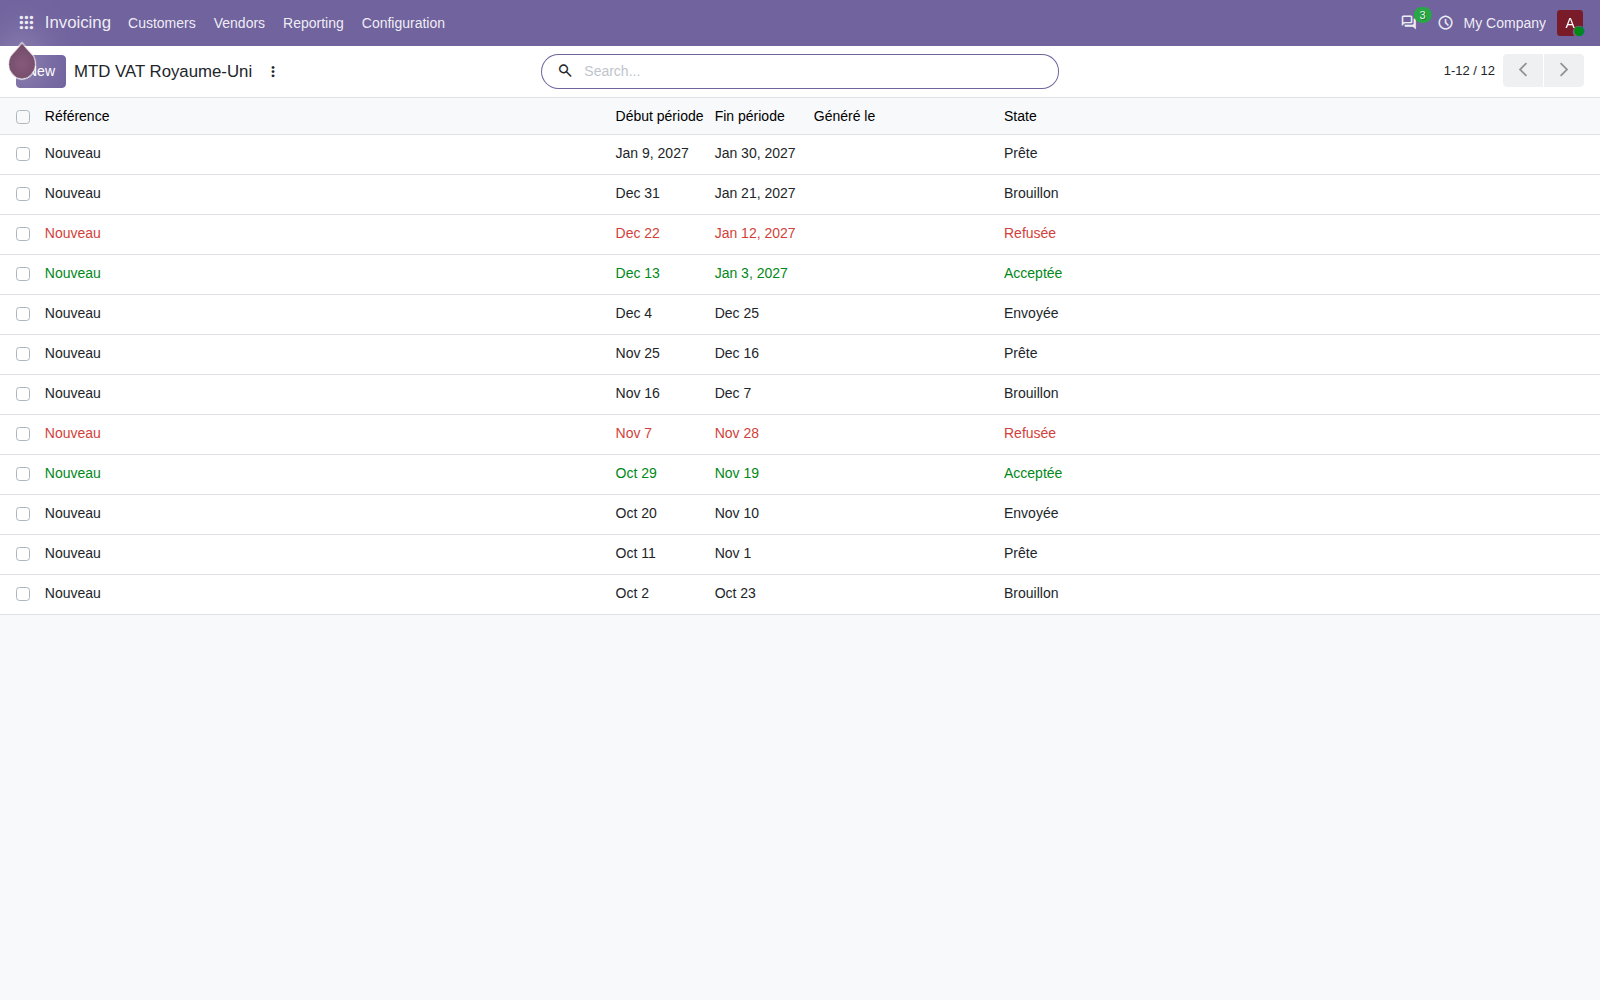 Invoicing Customers Vendors Reporting Configuration 3 My Company A
New MTD VAT Royaume-Uni Search... 1-12 / 12
Référence Début période Fin période Généré le State
Nouveau Jan 9, 2027 Jan 30, 2027 Prête
Nouveau Dec 31 Jan 21, 2027 Brouillon
Nouveau Dec 22 Jan 12, 2027 Refusée
Nouveau Dec 13 Jan 3, 2027 Acceptée
Nouveau Dec 4 Dec 25 Envoyée
Nouveau Nov 25 Dec 16 Prête
Nouveau Nov 16 Dec 7 Brouillon
Nouveau Nov 7 Nov 28 Refusée
Nouveau Oct 29 Nov 19 Acceptée
Nouveau Oct 20 Nov 10 Envoyée
Nouveau Oct 11 Nov 1 Prête
Nouveau Oct 2 Oct 23 Brouillon